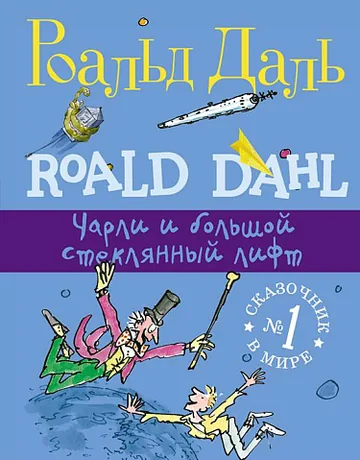 Роальд Даль
ROALD DAHL
Чарли и большой
стеклянный лифт
СКАЗОЧНИК
№1
В МИРЕ